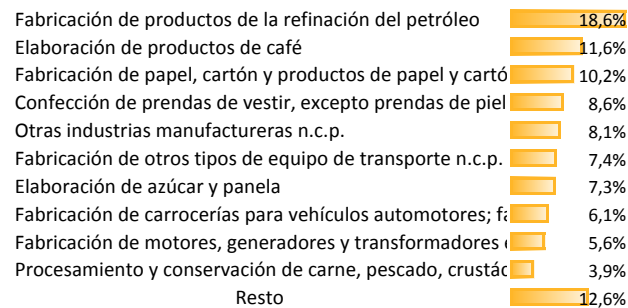 Fabricación de productos de la refinación del petróleo 18,6%
Elaboración de productos de café 11,6%
Fabricación de papel, cartón y productos de papel y cartó 10,2%
Confección de prendas de vestir, excepto prendas de piel 8,6%
Otras industrias manufactureras n.c.p. 8,1%
Fabricación de otros tipos de equipo de transporte n.c.p. 7,4%
Elaboración de azúcar y panela 7,3%
Fabricación de carrocerías para vehículos automotores; 6,1%
Fabricación de motores, generadores y transformadores 5,6%
Procesamiento y conservación de carne, pescado, crustác 3,9%
Resto 12,6%